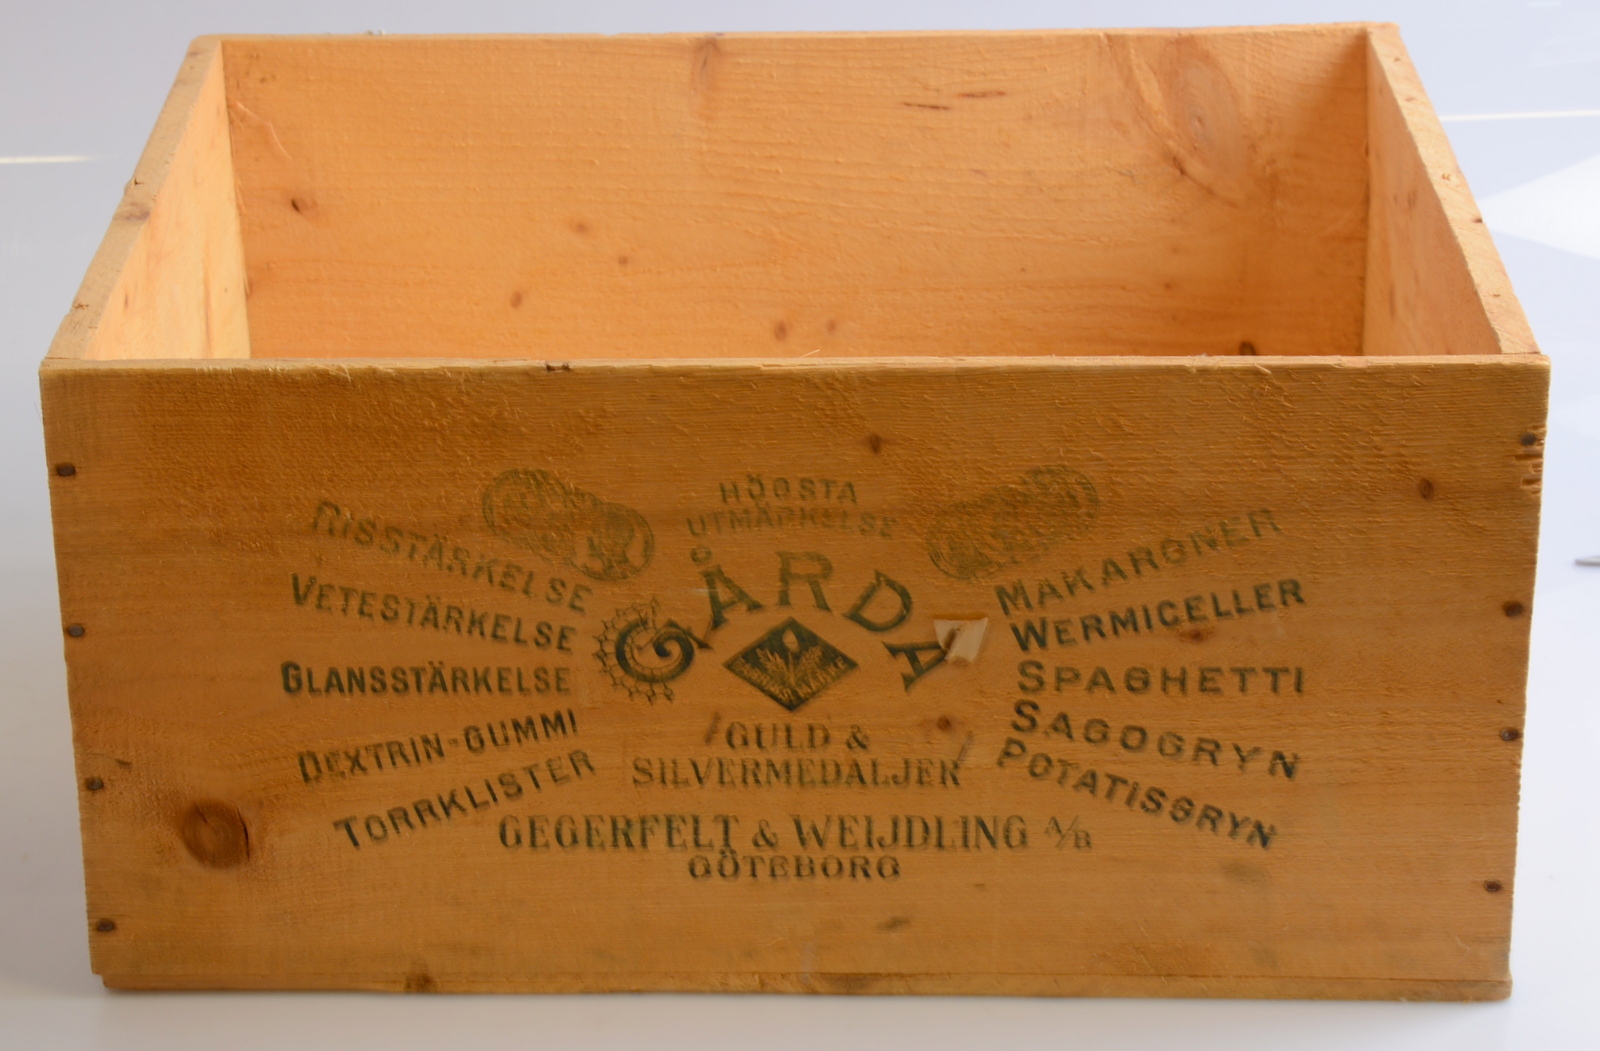 HÖGSTA
UTMÄRKELSE
GÅRDA
GULD &
SILVERMEDALJER
GEGERFELT & WEIJDLING A/B
GÖTEBORG
RISSTÄRKELSE
VETESTÄRKELSE
GLANSSTÄRKELSE
DEXTRIN-GUMMI
TORRKLISTER
MAKARONER
WERMICELLER
SPAGHETTI
SAGOGRYN
POTATISGRYN